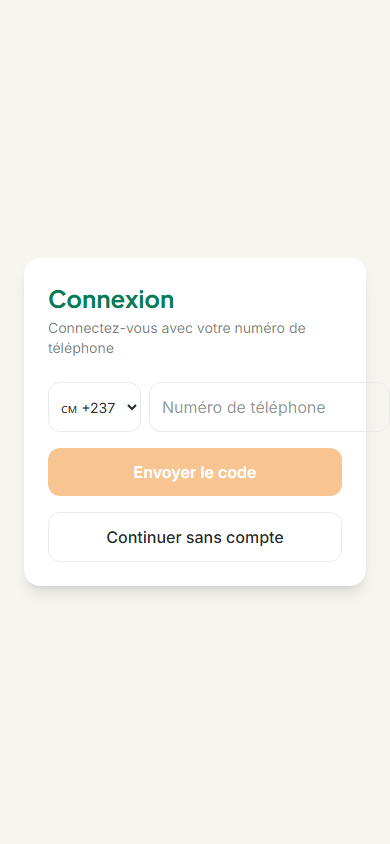 Connexion
Connectez-vous avec votre numéro de
téléphone
CM +237 Numéro de téléphone
Envoyer le code
Continuer sans compte